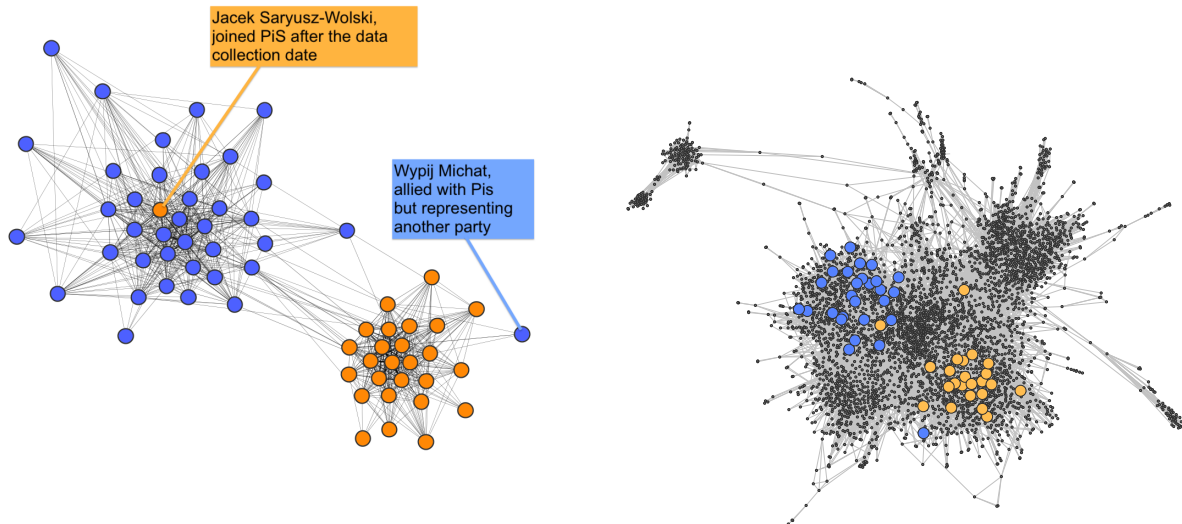 Jacek Saryusz-Wolski,
joined PiS after the data
collection date
Wypij Michat,
allied with Pis
but representing
another party